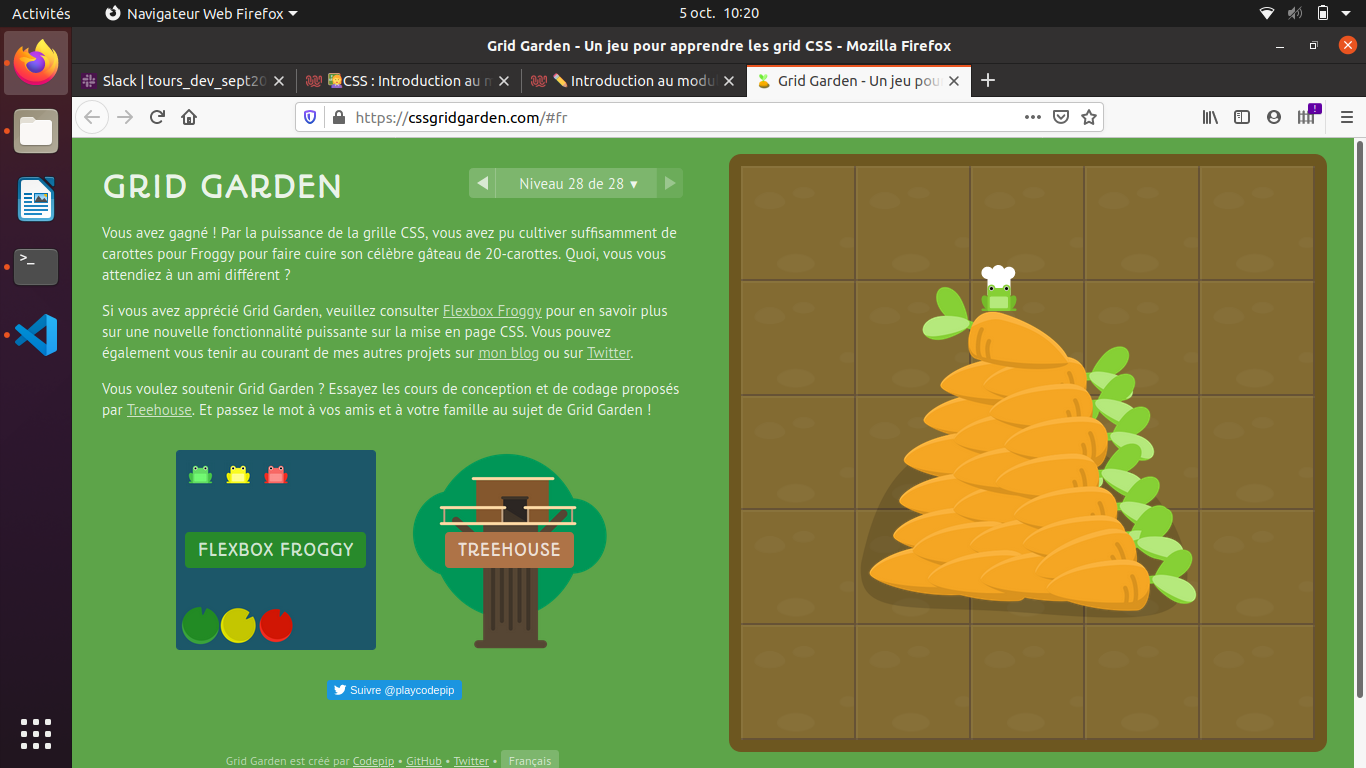 Activités
Navigateur Web Firefox
5 oct. 10:20
Grid Garden - Un jeu pour apprendre les grid CSS - Mozilla Firefox
Slack | tours_dev_sept20
CSS : Introduction au m
Introduction au modu
Grid Garden - Un jeu pou
https://cssgridgarden.com/#fr
GRID GARDEN
Niveau 28 de 28 ▾
Vous avez gagné ! Par la puissance de la grille CSS, vous avez pu cultiver suffisamment de
carottes pour Froggy pour faire cuire son célèbre gâteau de 20-carottes. Quoi, vous vous
attendiez à un ami différent ?
Si vous avez apprécié Grid Garden, veuillez consulter Flexbox Froggy pour en savoir plus
sur une nouvelle fonctionnalité puissante sur la mise en page CSS. Vous pouvez
également vous tenir au courant de mes autres projets sur mon blog ou sur Twitter.
Vous voulez soutenir Grid Garden ? Essayez les cours de conception et de codage proposés
par Treehouse. Et passez le mot à vos amis et à votre famille au sujet de Grid Garden !
FLEXBOX FROGGY
TREEHOUSE
Suivre @playcodepip
Grid Garden est créé par Codepip • GitHub • Twitter • Français